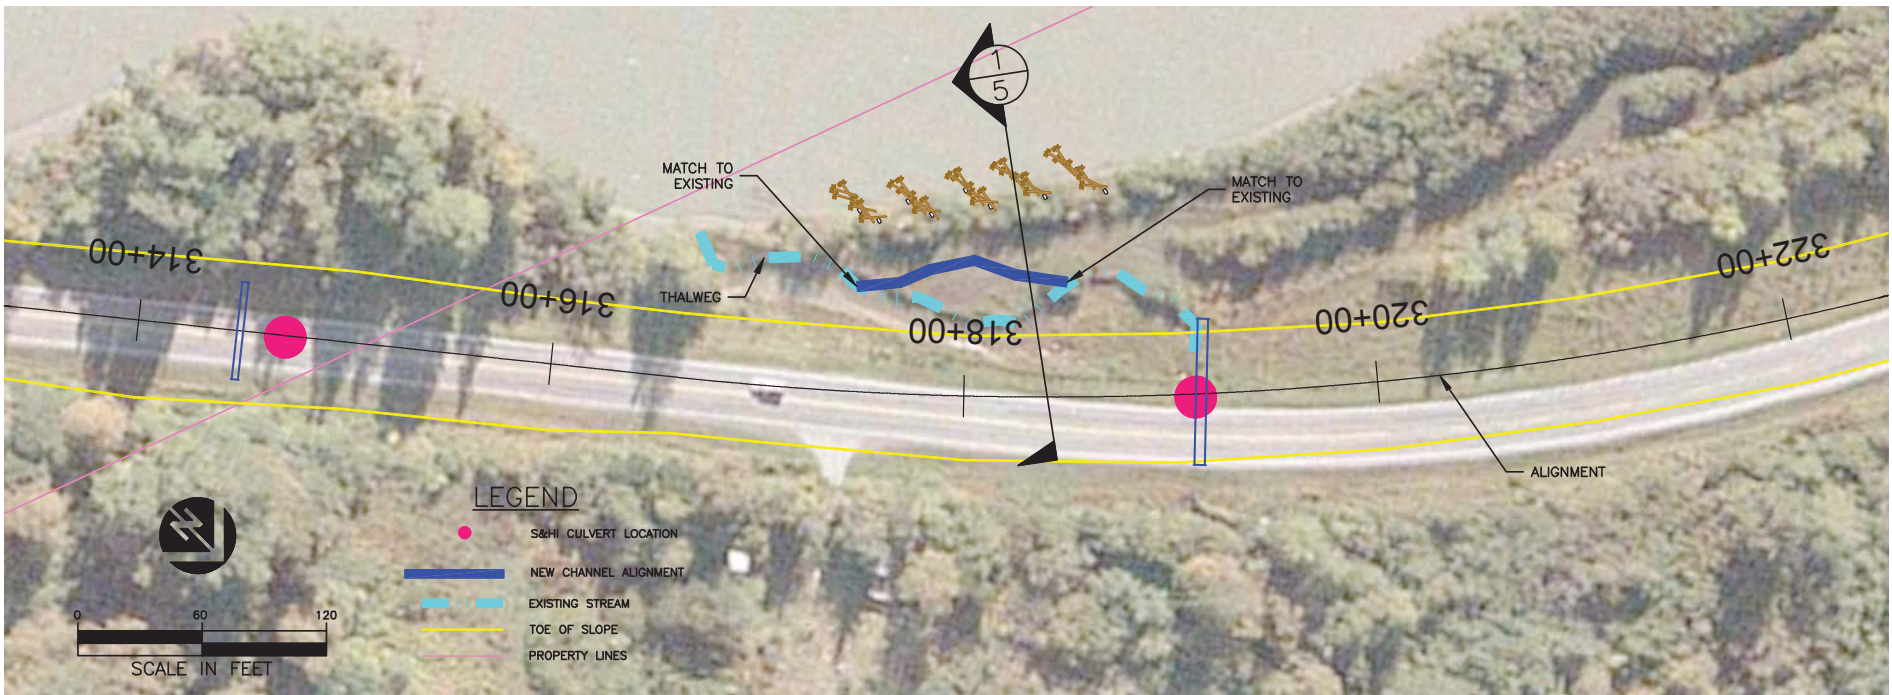 1
5
MATCH TO
EXISTING
MATCH TO
EXISTING
THALWEG
314+00
316+00
318+00
320+00
322+00
ALIGNMENT
LEGEND
S&HI CULVERT LOCATION
NEW CHANNEL ALIGNMENT
EXISTING STREAM
TOE OF SLOPE
PROPERTY LINES
0 60 120
SCALE IN FEET